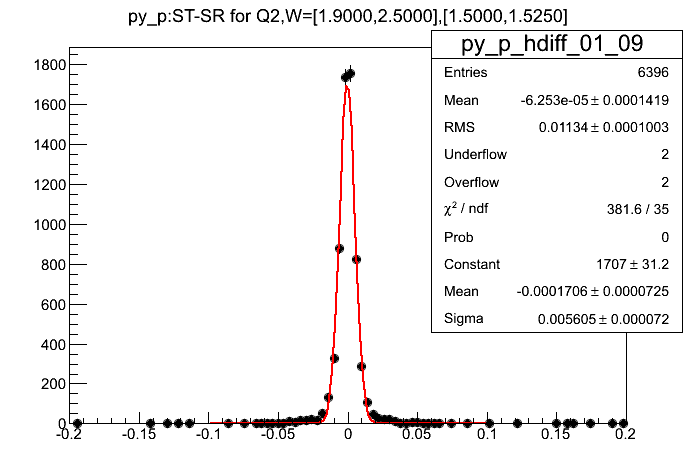 py_p:ST-SR for Q2,W=[1.9000,2.5000],[1.5000,1.5250]
py_p_hdiff_01_09
Entries 6396
Mean -6.253e-05 ± 0.0001419
RMS 0.01134 ± 0.0001003
Underflow 2
Overflow 2
χ² / ndf 381.6 / 35
Prob 0
Constant 1707 ± 31.2
Mean -0.0001706 ± 0.0000725
Sigma 0.005605 ± 0.000072
1800
1600
1400
1200
1000
800
600
400
200
0
-0.2 -0.15 -0.1 -0.05 0 0.05 0.1 0.15 0.2